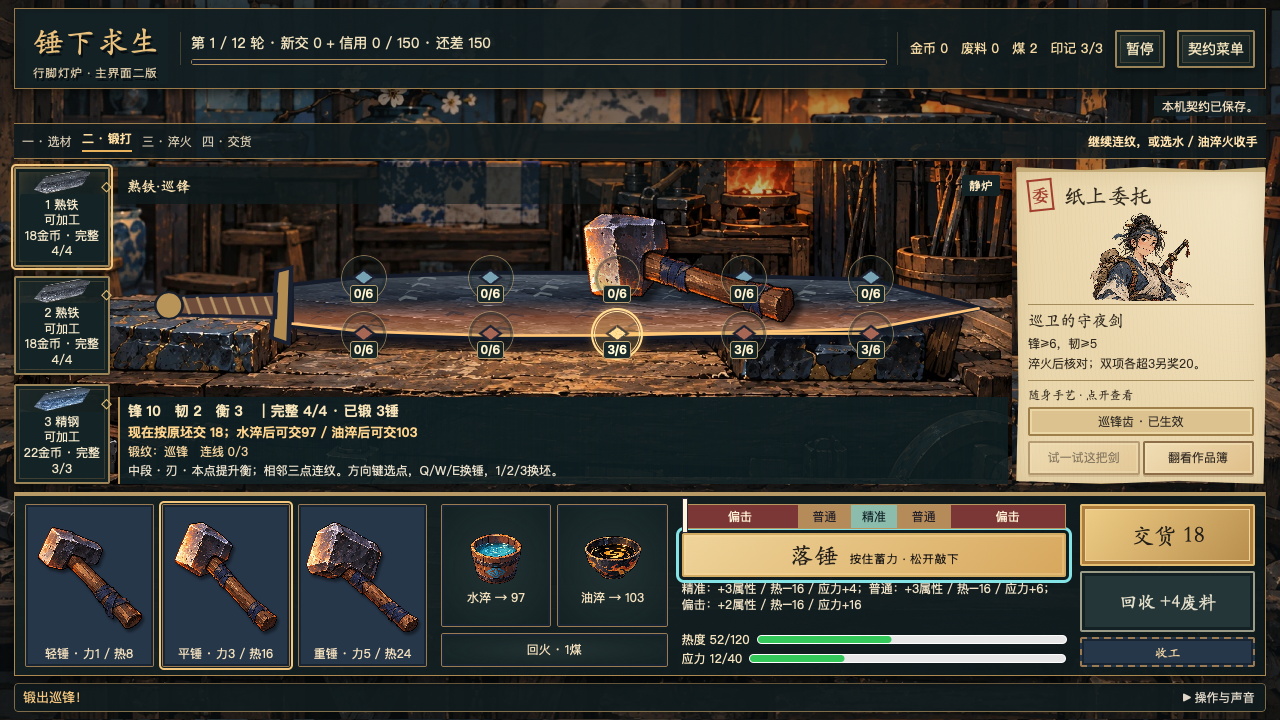 锤下求生
行脚灯炉 · 主界面二版
第 1 / 12 轮 · 新交 0 + 信用 0 / 150 · 还差 150
金币 0 废料 0 煤 2 印记 3/3
暂停
契约菜单
本机契约已保存。
一 · 选材 二 · 锻打 三 · 淬火 四 · 交货
继续连纹，或选水 / 油淬火收手
1 熟铁
可加工
18金币 · 完整
4/4
2 熟铁
可加工
18金币 · 完整
4/4
3 精钢
可加工
22金币 · 完整
3/3
熟铁·巡锋
静炉
0/6 0/6 0/6 0/6 0/6
0/6 0/6 3/6 3/6 3/6
锋 10 韧 2 衡 3 ｜完整 4/4 · 已锻 3锤
现在按原坯交 18；水淬后可交97 / 油淬后可交103
锻纹：巡锋 连线 0/3
中段 · 刃 · 本点提升衡；相邻三点连纹。方向键选点，Q/W/E换锤，1/2/3换坯。
委
纸上委托
巡卫的守夜剑
锋≥6，韧≥5
淬火后核对；双项各超3另奖20。
随身手艺 · 点开查看
巡锋齿 · 已生效
试一试这把剑
翻看作品簿
轻锤 · 力1 / 热8
平锤 · 力3 / 热16
重锤 · 力5 / 热24
水淬 → 97
油淬 → 103
回火 · 1煤
偏击 普通 精准 普通 偏击
落锤 按住蓄力 · 松开敲下
精准：+3属性 / 热−16 / 应力+4；普通：+3属性 / 热−16 / 应力+6；
偏击：+2属性 / 热−16 / 应力+16
热度 52/120
应力 12/40
交货 18
回收 +4废料
收工
锻出巡锋！
▶ 操作与声音